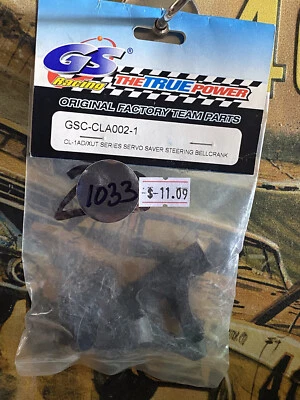 GS
Racing
THE TRUE POWER
ORIGINAL FACTORY TEAM PARTS
GSC-CLA002-1
CL-1AD/XUT SERIES SERVO SAVER STEERING BELLCRANK
1033
$-11.09